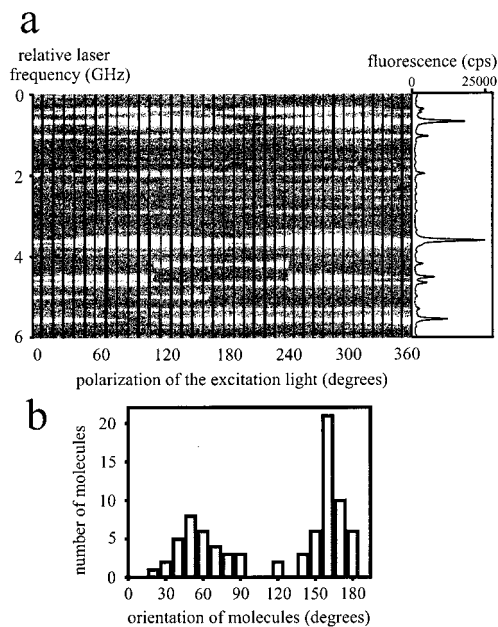 a
relative laser
frequency (GHz)
fluorescence (cps)
0 25000
0
2
4
6
0 60 120 180 240 300 360
polarization of the excitation light (degrees)
b
number of molecules
20
15
10
5
0
0 30 60 90 120 150 180
orientation of molecules (degrees)